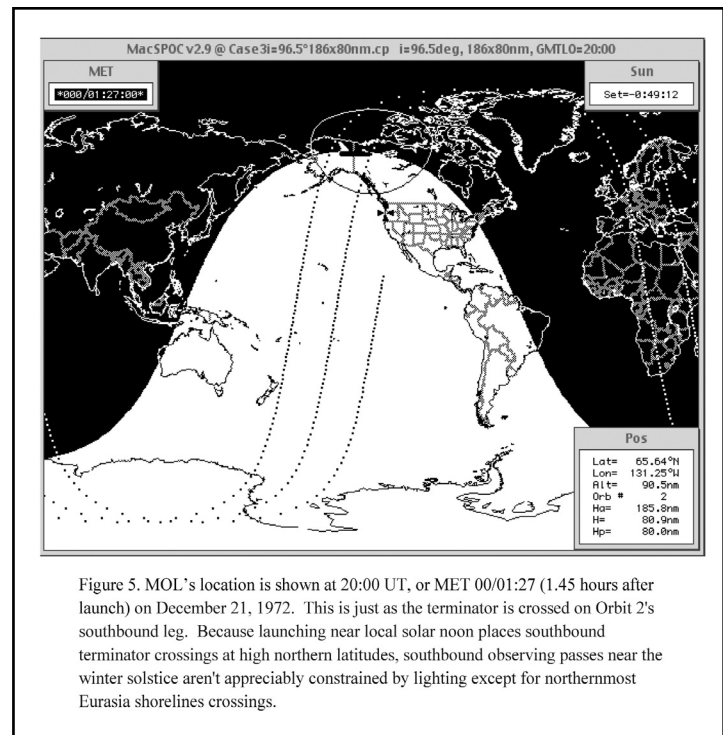 MacSPOC v2.9 @ Case3i=96.5°186x80nm.cp i=96.5deg, 186x80nm, GMTLO=20:00
MET
*000/01:27:00*
Sun
Set=-0:49:12
Pos
Lat= 65.64°N
Lon= 131.25°W
Alt= 90.5nm
Orb # 2
Ha= 185.8nm
H= 80.9nm
Hp= 80.0nm
Figure 5. MOL's location is shown at 20:00 UT, or MET 00/01:27 (1.45 hours after
launch) on December 21, 1972. This is just as the terminator is crossed on Orbit 2's
southbound leg. Because launching near local solar noon places southbound
terminator crossings at high northern latitudes, southbound observing passes near the
winter solstice aren't appreciably constrained by lighting except for northernmost
Eurasia shorelines crossings.